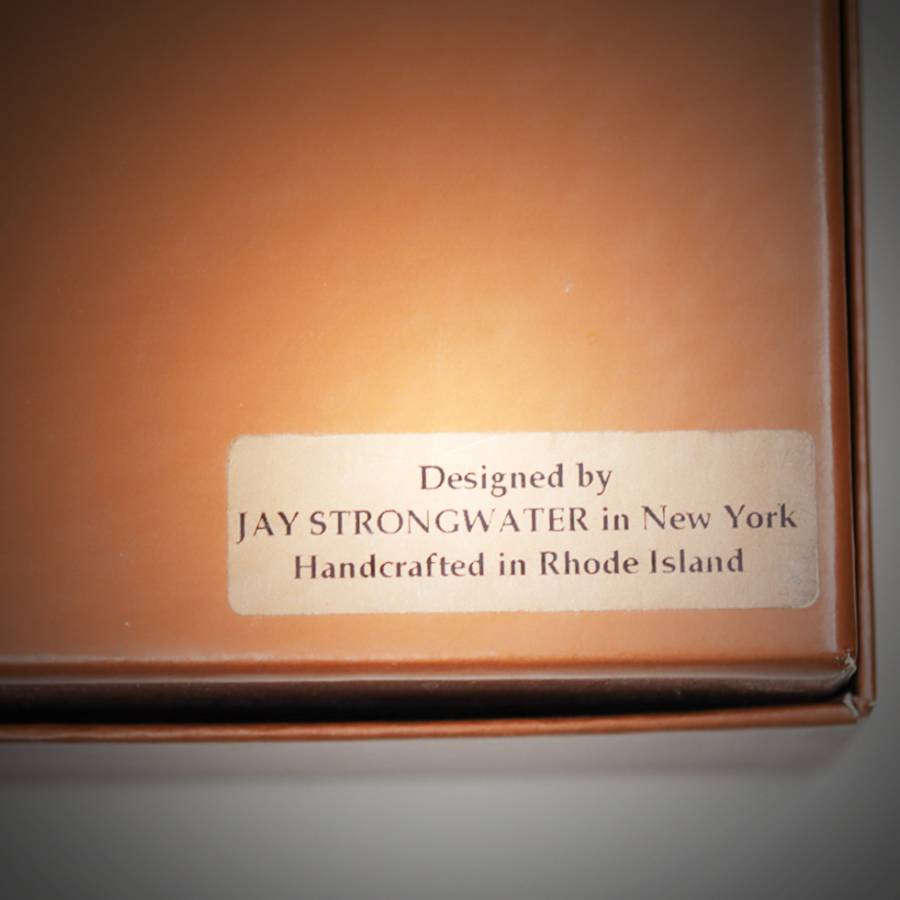 Designed by
JAY STRONGWATER in New York
Handcrafted in Rhode Island